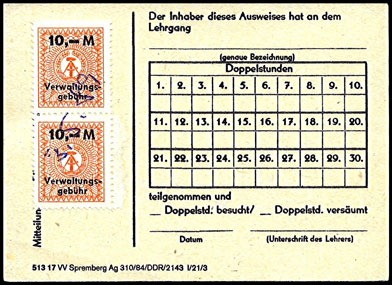 10,— M
Verwaltungs-
gebühr
10,— M
Verwaltungs-
gebühr
Der Inhaber dieses Ausweises hat an dem
Lehrgang
(genaue Bezeichnung)
Doppelstunden
1. 2. 3. 4. 5. 6. 7. 8. 9. 10.
11. 12. 13. 14. 15. 16. 17. 18. 19. 20.
21. 22. 23. 24. 25. 26. 27. 28. 29. 30.
teilgenommen und
__ Doppelstd. besucht/ __ Doppelstd. versäumt
Datum (Unterschrift des Lehrers)
513 17 VV Spremberg Ag 310/64/DDR/2143 I/21/3